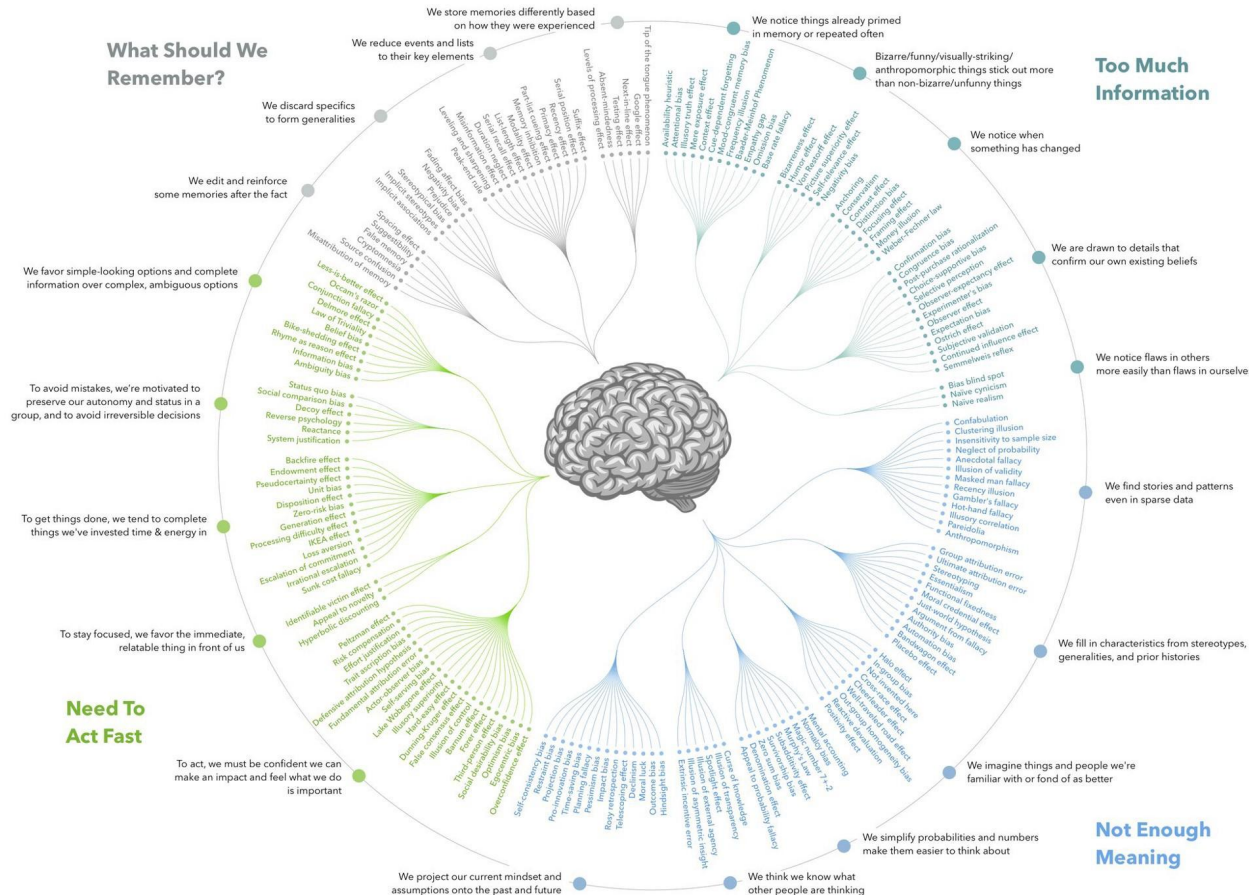 What Should We
Remember?
We store memories differently based
on how they were experienced
We reduce events and lists
to their key elements
We discard specifics
to form generalities
We edit and reinforce
some memories after the fact
Tip of the tongue phenomenon
Google effect
Next-in-line effect
Testing effect
Absent-mindedness
Levels of processing effect
Suffix effect
Serial position effect
Recency effect
Primacy effect
Part-list cueing effect
Memory inhibition
Modality effect
List-length effect
Serial recall effect
Duration neglect
Misinformation effect
Leveling and sharpening
Peak-end rule
Fading affect bias
Negativity bias
Prejudice
Stereotypical bias
Implicit stereotypes
Implicit associations
Spacing effect
Suggestibility
False memory
Cryptomnesia
Source confusion
Misattribution of memory
Too Much
Information
We notice things already primed
in memory or repeated often
Bizarre/funny/visually-striking/
anthropomorphic things stick out more
than non-bizarre/unfunny things
We notice when
something has changed
We are drawn to details that
confirm our own existing beliefs
We notice flaws in others
more easily than flaws in ourselve
Availability heuristic
Attentional bias
Illusory truth effect
Mere exposure effect
Context effect
Cue-dependent forgetting
Mood-congruent memory bias
Frequency illusion
Baader-Meinhof Phenomenon
Empathy gap
Omission bias
Base rate fallacy
Bizarreness effect
Humor effect
Von Restorff effect
Picture superiority effect
Self-relevance effect
Negativity bias
Anchoring
Conservatism
Contrast effect
Distinction bias
Focusing effect
Framing effect
Money illusion
Weber-Fechner law
Confirmation bias
Congruence bias
Post-purchase rationalization
Choice-supportive bias
Selective perception
Observer-expectancy effect
Experimenter's bias
Observer effect
Expectation bias
Ostrich effect
Subjective validation
Continued influence effect
Semmelweis reflex
Bias blind spot
Naïve cynicism
Naïve realism
Confabulation
Clustering illusion
Insensitivity to sample size
Neglect of probability
Anecdotal fallacy
Illusion of validity
Masked man fallacy
Recency illusion
Gambler's fallacy
Hot-hand fallacy
Illusory correlation
Pareidolia
Anthropomorphism
We find stories and patterns
even in sparse data
Group attribution error
Ultimate attribution error
Stereotyping
Essentialism
Functional fixedness
Moral credential effect
Just-world hypothesis
Argument from fallacy
Authority bias
Automation bias
Bandwagon effect
Placebo effect
We fill in characteristics from stereotypes,
generalities, and prior histories
Halo effect
In-group bias
Not invented here
Cross-race effect
Cheerleader effect
Well-traveled road effect
Out-group homogeneity bias
Reactive devaluation
Positivity effect
We imagine things and people we're
familiar with or fond of as better
Mental accounting
Normalcy bias
Magic number 7+-2
Murphy's Law
Subadditivity effect
Survivorship bias
Zero sum bias
Denomination effect
Appeal to probability fallacy
We simplify probabilities and numbers
make them easier to think about
Not Enough
Meaning
Curse of knowledge
Illusion of transparency
Spotlight effect
Illusion of external agency
Illusion of asymmetric insight
Extrinsic incentive error
We think we know what
other people are thinking
Hindsight bias
Outcome bias
Moral luck
Declinism
Telescoping effect
Rosy retrospection
Impact bias
Pessimism bias
Planning fallacy
Time-saving bias
Pro-innovation bias
Projection bias
Restraint bias
Self-consistency bias
We project our current mindset and
assumptions onto the past and future
We favor simple-looking options and complete
information over complex, ambiguous options
Less-is-better effect
Occam's razor
Conjunction fallacy
Delmore effect
Law of Triviality
Belief bias
Bike-shedding effect
Rhyme as reason effect
Information bias
Ambiguity bias
To avoid mistakes, we're motivated to
preserve our autonomy and status in a
group, and to avoid irreversible decisions
Status quo bias
Social comparison bias
Decoy effect
Reverse psychology
Reactance
System justification
To get things done, we tend to complete
things we've invested time & energy in
Backfire effect
Endowment effect
Pseudocertainty effect
Unit bias
Disposition effect
Zero-risk bias
Generation effect
Processing difficulty effect
IKEA effect
Loss aversion
Escalation of commitment
Irrational escalation
Sunk cost fallacy
To stay focused, we favor the immediate,
relatable thing in front of us
Identifiable victim effect
Appeal to novelty
Hyperbolic discounting
Need To
Act Fast
To act, we must be confident we can
make an impact and feel what we do
is important
Peltzman effect
Risk compensation
Effort justification
Trait ascription bias
Defensive attribution hypothesis
Fundamental attribution error
Actor-observer bias
Self-serving bias
Lake Wobegone effect
Illusory superiority
Hard-easy effect
Dunning-Kruger effect
False consensus effect
Illusion of control
Barnum effect
Forer effect
Third-person effect
Social desirability bias
Optimism bias
Egocentric bias
Overconfidence effect